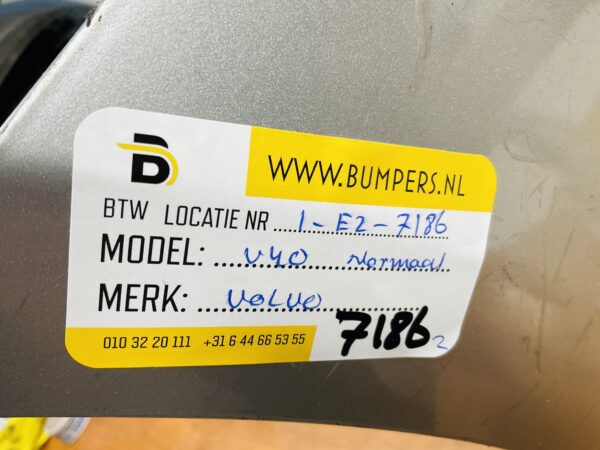 B
WWW.BUMPERS.NL
BTW LOCATIE NR 1-E2-7186
MODEL: V40 Normaal
MERK: VOLVO
7186 2
010 32 20 111 +31 6 44 66 53 55